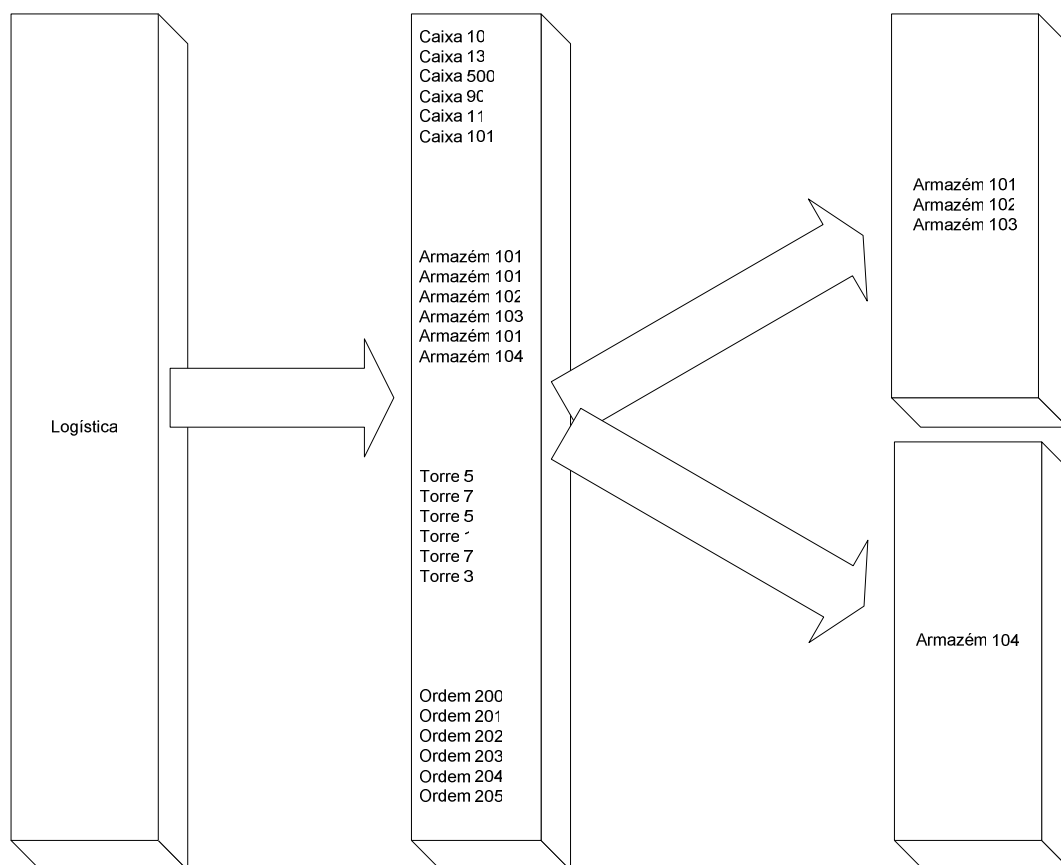 Logística
Caixa 10
Caixa 13
Caixa 500
Caixa 90
Caixa 11
Caixa 101
Armazém 101
Armazém 101
Armazém 102
Armazém 103
Armazém 101
Armazém 104
Torre 5
Torre 7
Torre 5
Torre 1
Torre 7
Torre 3
Ordem 200
Ordem 201
Ordem 202
Ordem 203
Ordem 204
Ordem 205
Armazém 101
Armazém 102
Armazém 103
Armazém 104